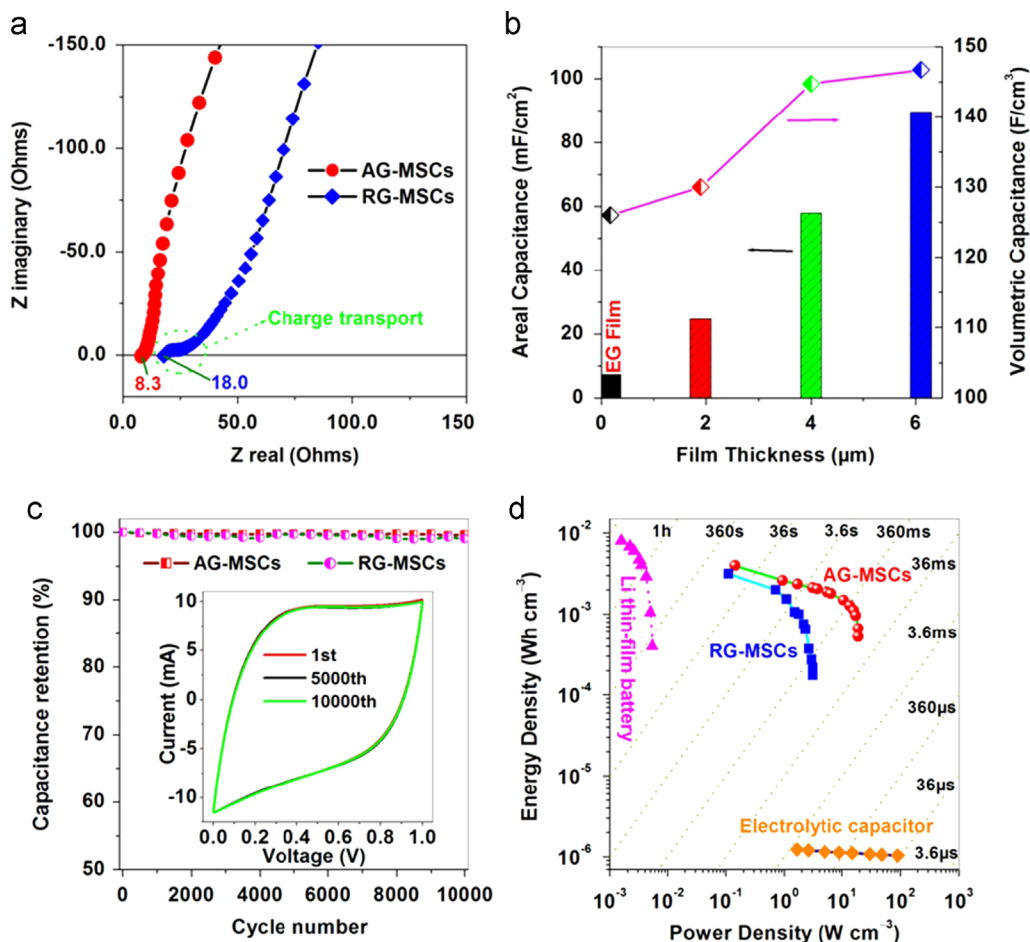 a
-150.0
-100.0
-50.0
0.0
Z imaginary (Ohms)
AG-MSCs
RG-MSCs
Charge transport
8.3
18.0
0.0
50.0
100.0
150
Z real (Ohms)
b
100
80
60
40
20
0
Areal Capacitance (mF/cm²)
EG Film
150
140
130
120
110
100
Volumetric Capacitance (F/cm³)
0
2
4
6
Film Thickness (µm)
c
100
95
90
85
80
75
70
65
60
55
50
Capacitance retention (%)
AG-MSCs
RG-MSCs
10
5
0
-5
-10
Current (mA)
1st
5000th
10000th
0.0
0.2
0.4
0.6
0.8
1.0
Voltage (V)
0
2000
4000
6000
8000
10000
Cycle number
d
10⁻²
10⁻³
10⁻⁴
10⁻⁵
10⁻⁶
Energy Density (Wh cm⁻³)
1h
360s
36s
3.6s
360ms
36ms
3.6ms
360µs
36µs
3.6µs
Li thin-film battery
AG-MSCs
RG-MSCs
Electrolytic capacitor
10⁻³
10⁻²
10⁻¹
10⁰
10¹
10²
10³
Power Density (W cm⁻³)